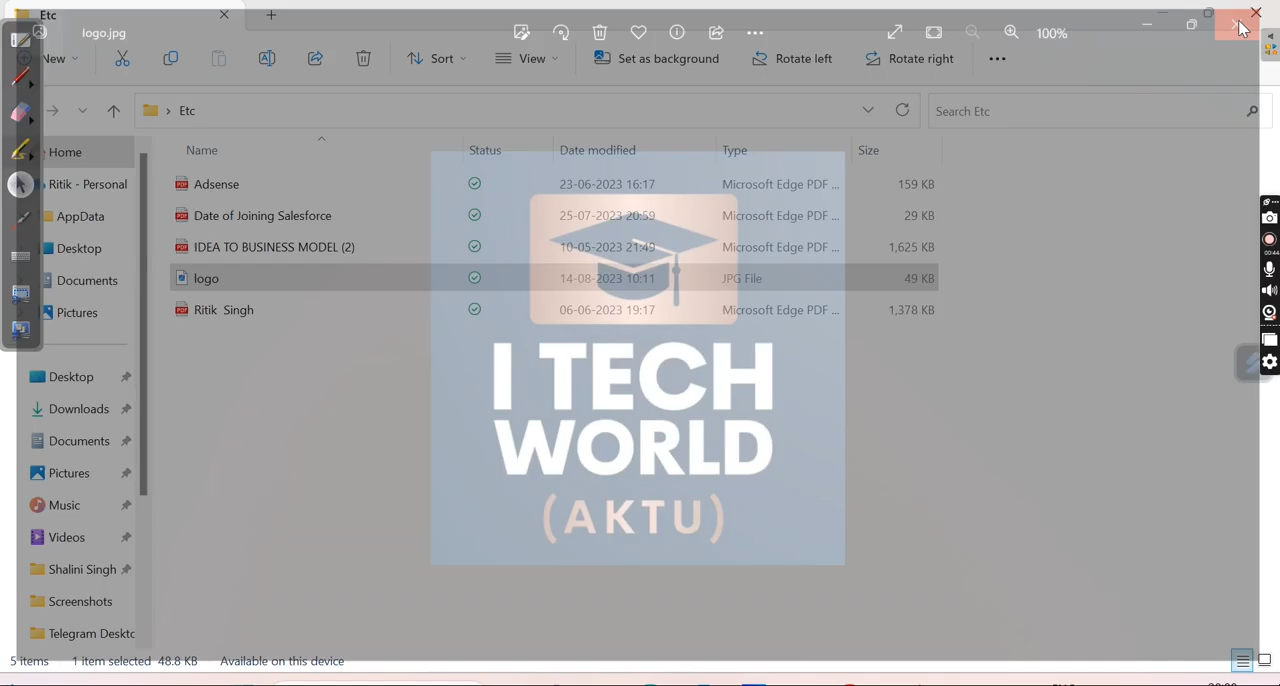 Etc
logo.jpg
100%
New
Sort
View
Set as background
Rotate left
Rotate right
Etc
Search Etc
Name
Status
Date modified
Type
Size
Home
Ritik - Personal
AppData
Desktop
Documents
Pictures
Adsense
23-06-2023 16:17
Microsoft Edge PDF ...
159 KB
Date of Joining Salesforce
25-07-2023 20:59
Microsoft Edge PDF ...
29 KB
IDEA TO BUSINESS MODEL (2)
10-05-2023 21:49
Microsoft Edge PDF ...
1,625 KB
logo
14-08-2023 10:11
JPG File
49 KB
Ritik Singh
06-06-2023 19:17
Microsoft Edge PDF ...
1,378 KB
00:44
I TECH
WORLD
(AKTU)
Desktop
Downloads
Documents
Pictures
Music
Videos
Shalini Singh
Screenshots
Telegram Deskto
5 items
1 item selected 48.8 KB
Available on this device